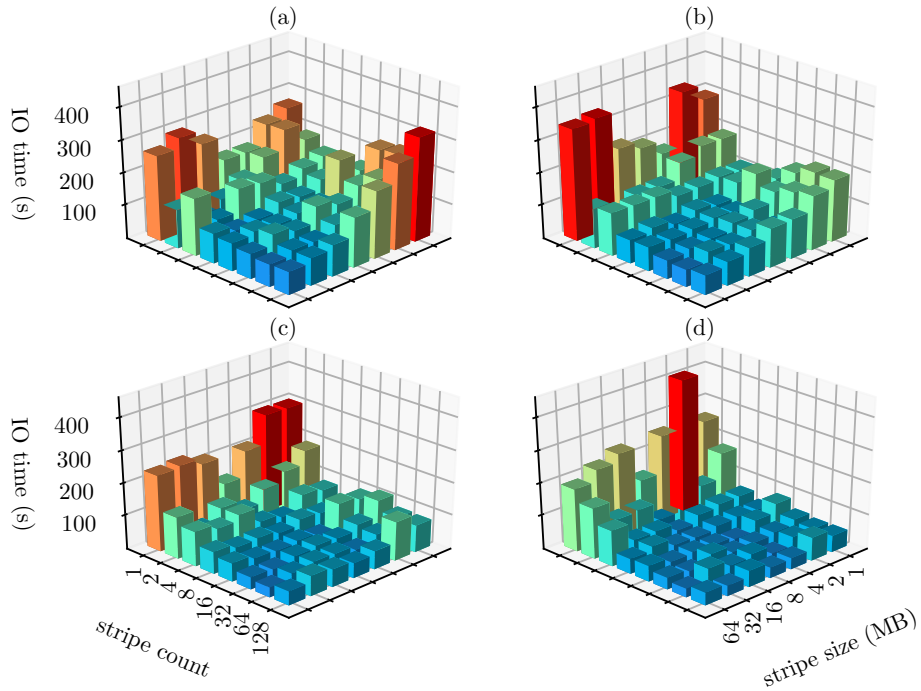 (a)
(b)
IO time (s)
400
300
200
100
(c)
(d)
IO time (s)
400
300
200
100
1
2
4
8
16
32
64
128
stripe count
64
32
16
8
4
2
1
stripe size (MB)